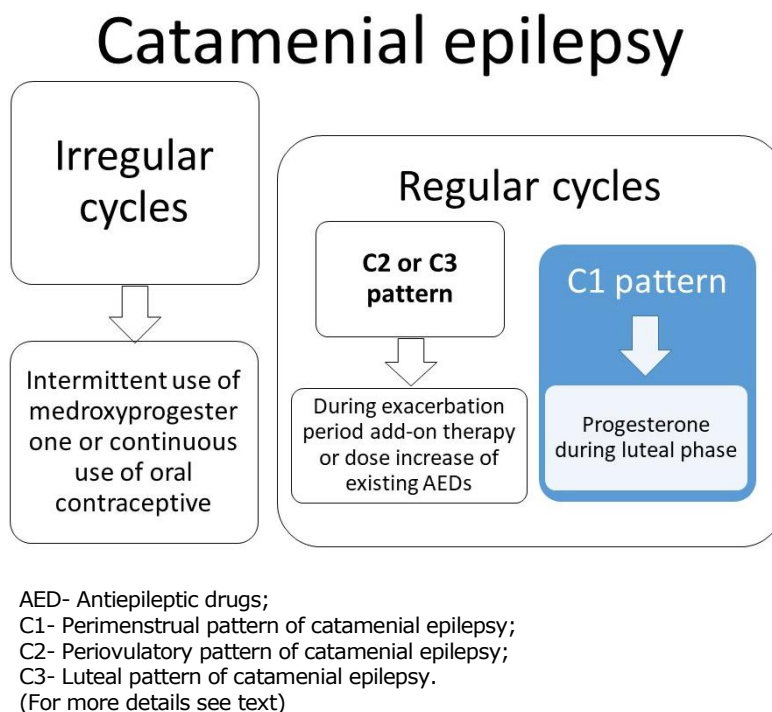 Catamenial epilepsy
Irregular
cycles
Intermittent use of
medroxyprogester
one or continuous
use of oral
contraceptive
Regular cycles
C2 or C3
pattern
During exacerbation
period add-on therapy
or dose increase of
existing AEDs
C1 pattern
Progesterone
during luteal phase
AED- Antiepileptic drugs;
C1- Perimenstrual pattern of catamenial epilepsy;
C2- Periovulatory pattern of catamenial epilepsy;
C3- Luteal pattern of catamenial epilepsy.
(For more details see text)